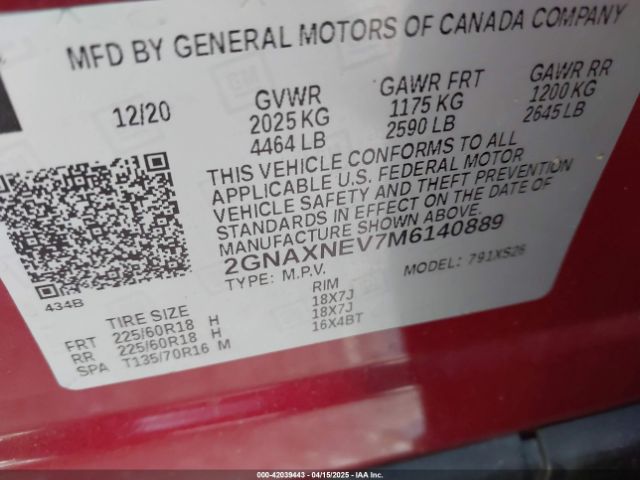 MFD BY GENERAL MOTORS OF CANADA COMPANY
12/20 GVWR GAWR FRT GAWR RR
2025 KG 1175 KG 1200 KG
4464 LB 2590 LB 2645 LB
THIS VEHICLE CONFORMS TO ALL
APPLICABLE U.S. FEDERAL MOTOR
VEHICLE SAFETY AND THEFT PREVENTION
STANDARDS IN EFFECT ON THE DATE OF
MANUFACTURE SHOWN ABOVE.
2GNAXNEV7M6140889
TYPE: M.P.V. MODEL: 791XS26
434B
TIRE SIZE RIM
FRT 225/60R18 H 18X7J
RR 225/60R18 H 18X7J
SPA T135/70R16 M 16X4BT
000-42039443 - 04/15/2025 - IAA Inc.